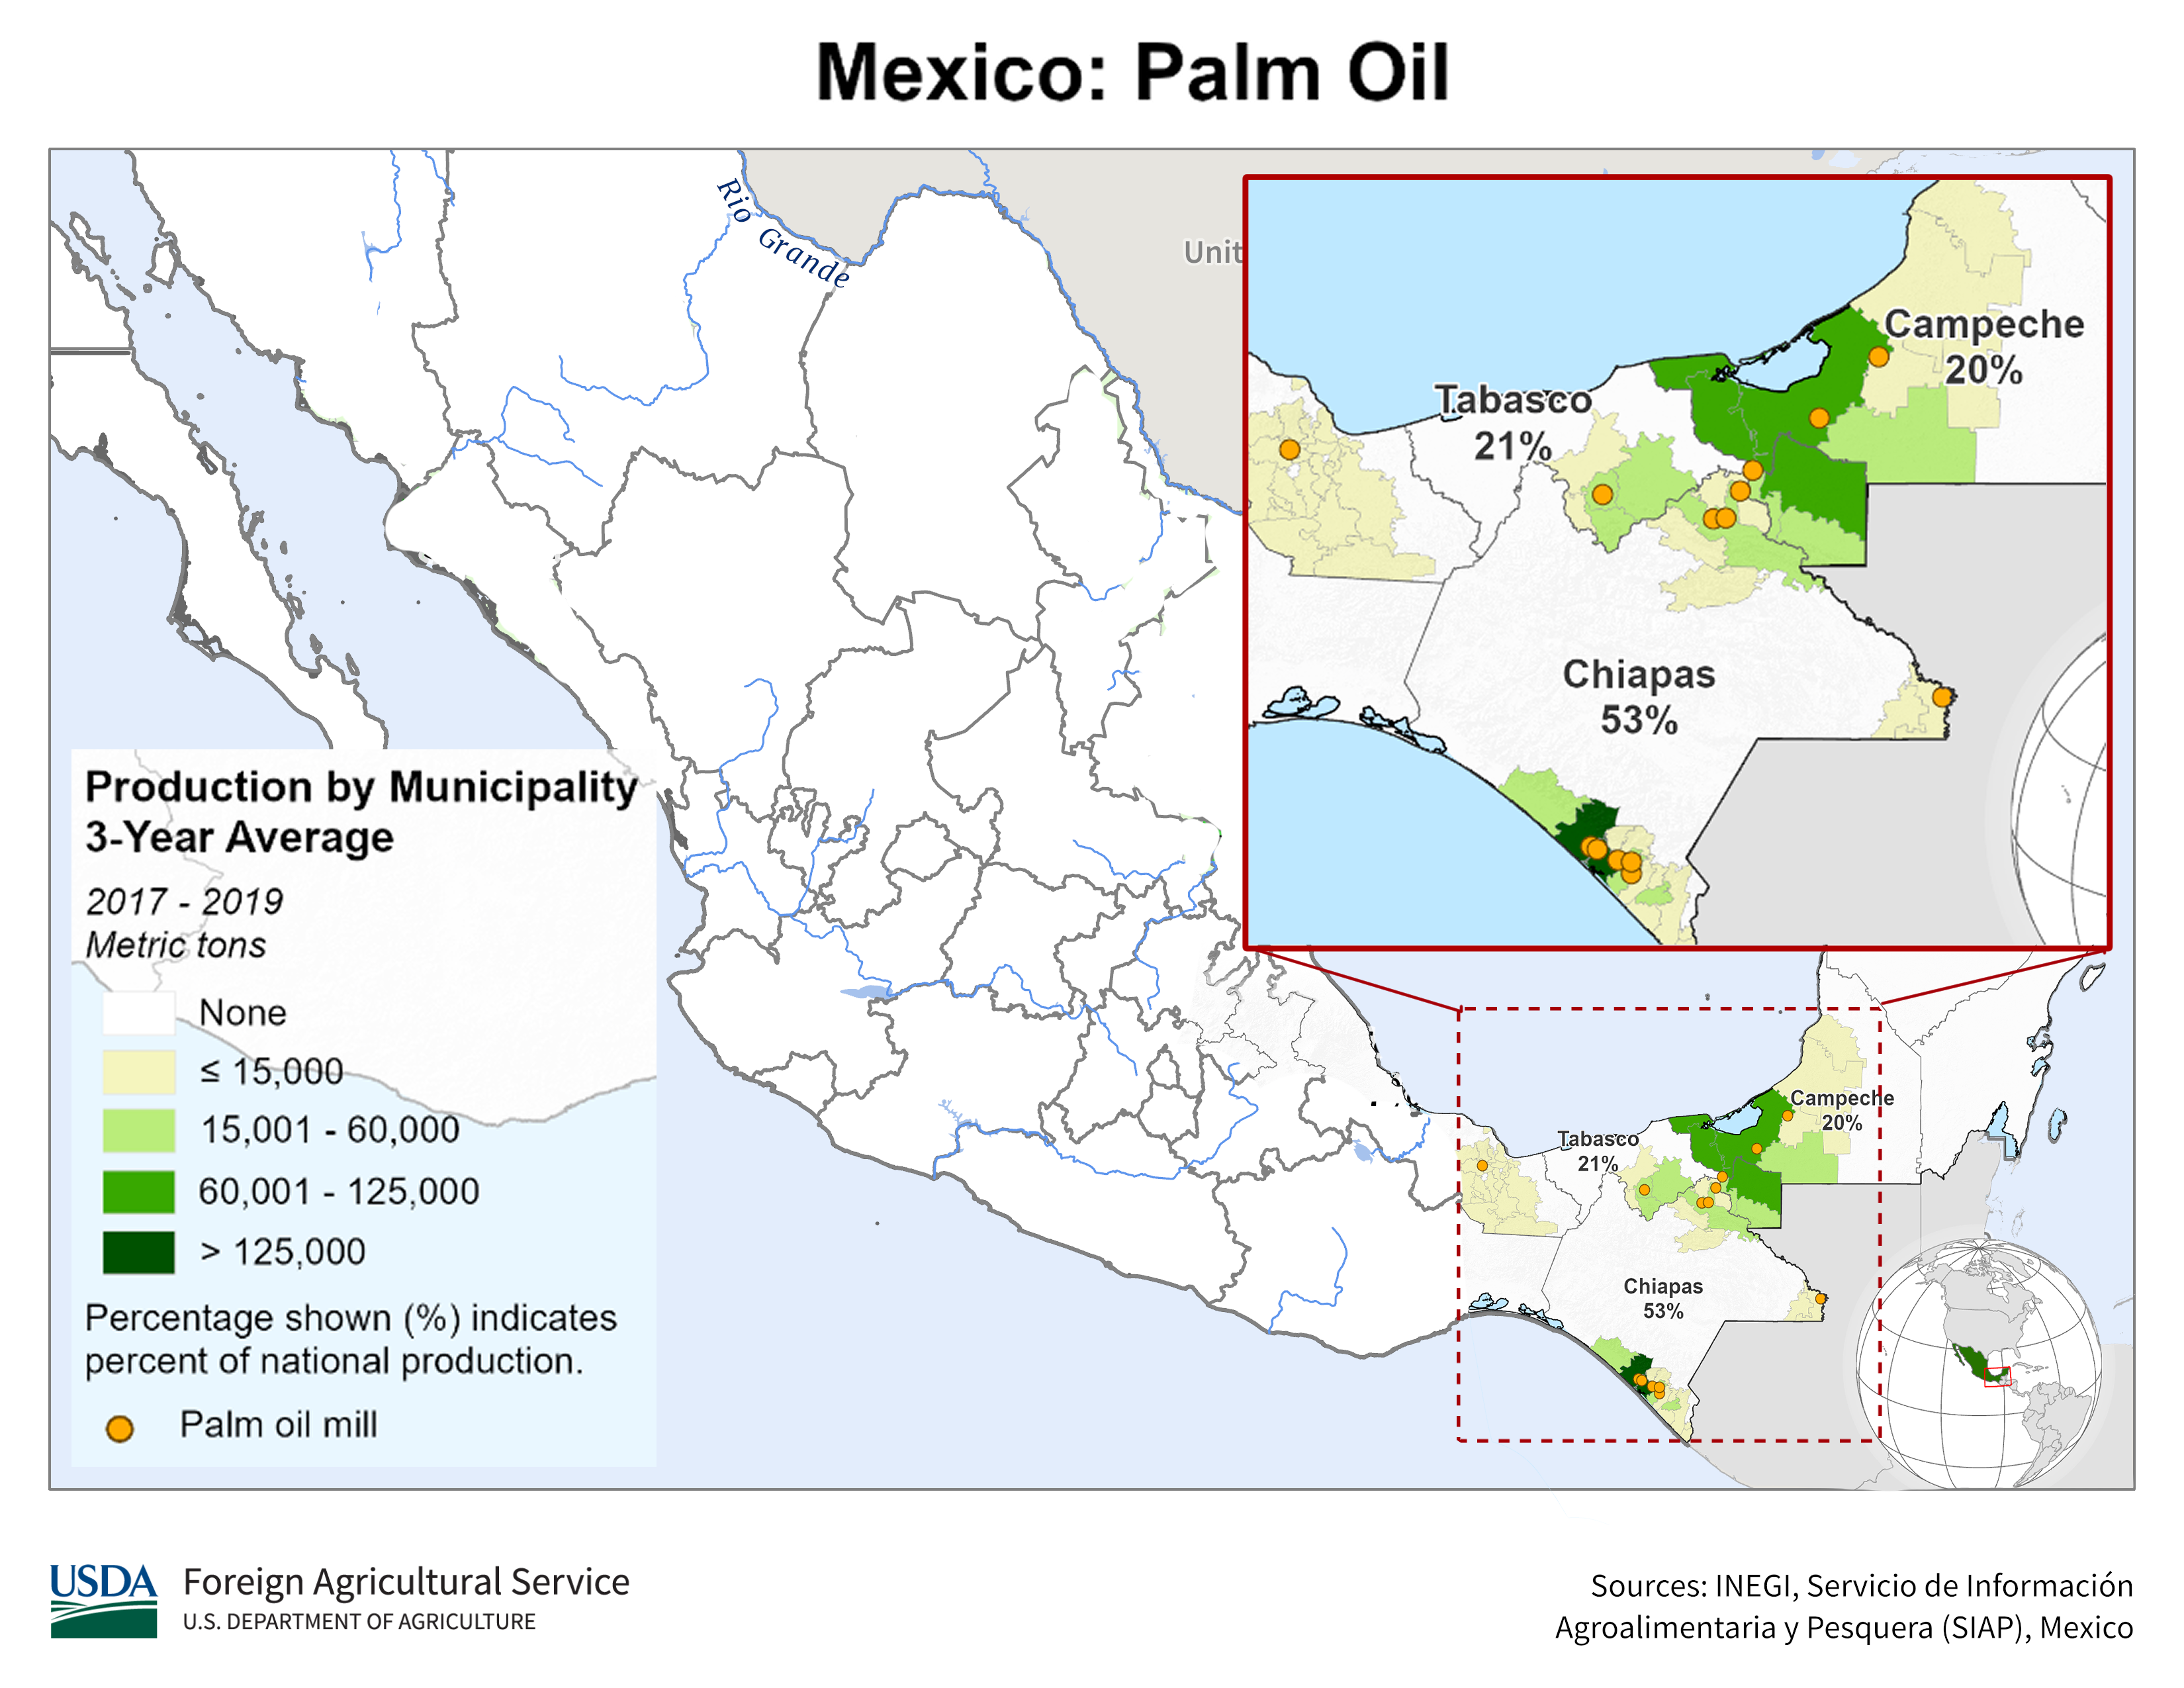 Mexico: Palm Oil
Rio Grande
Unit
Campeche
20%
Tabasco
21%
Chiapas
53%
Production by Municipality
3-Year Average
2017 - 2019
Metric tons
None
≤ 15,000
15,001 - 60,000
60,001 - 125,000
> 125,000
Percentage shown (%) indicates
percent of national production.
Palm oil mill
Campeche
20%
Tabasco
21%
Chiapas
53%
USDA
Foreign Agricultural Service
U.S. DEPARTMENT OF AGRICULTURE
Sources: INEGI, Servicio de Información
Agroalimentaria y Pesquera (SIAP), Mexico